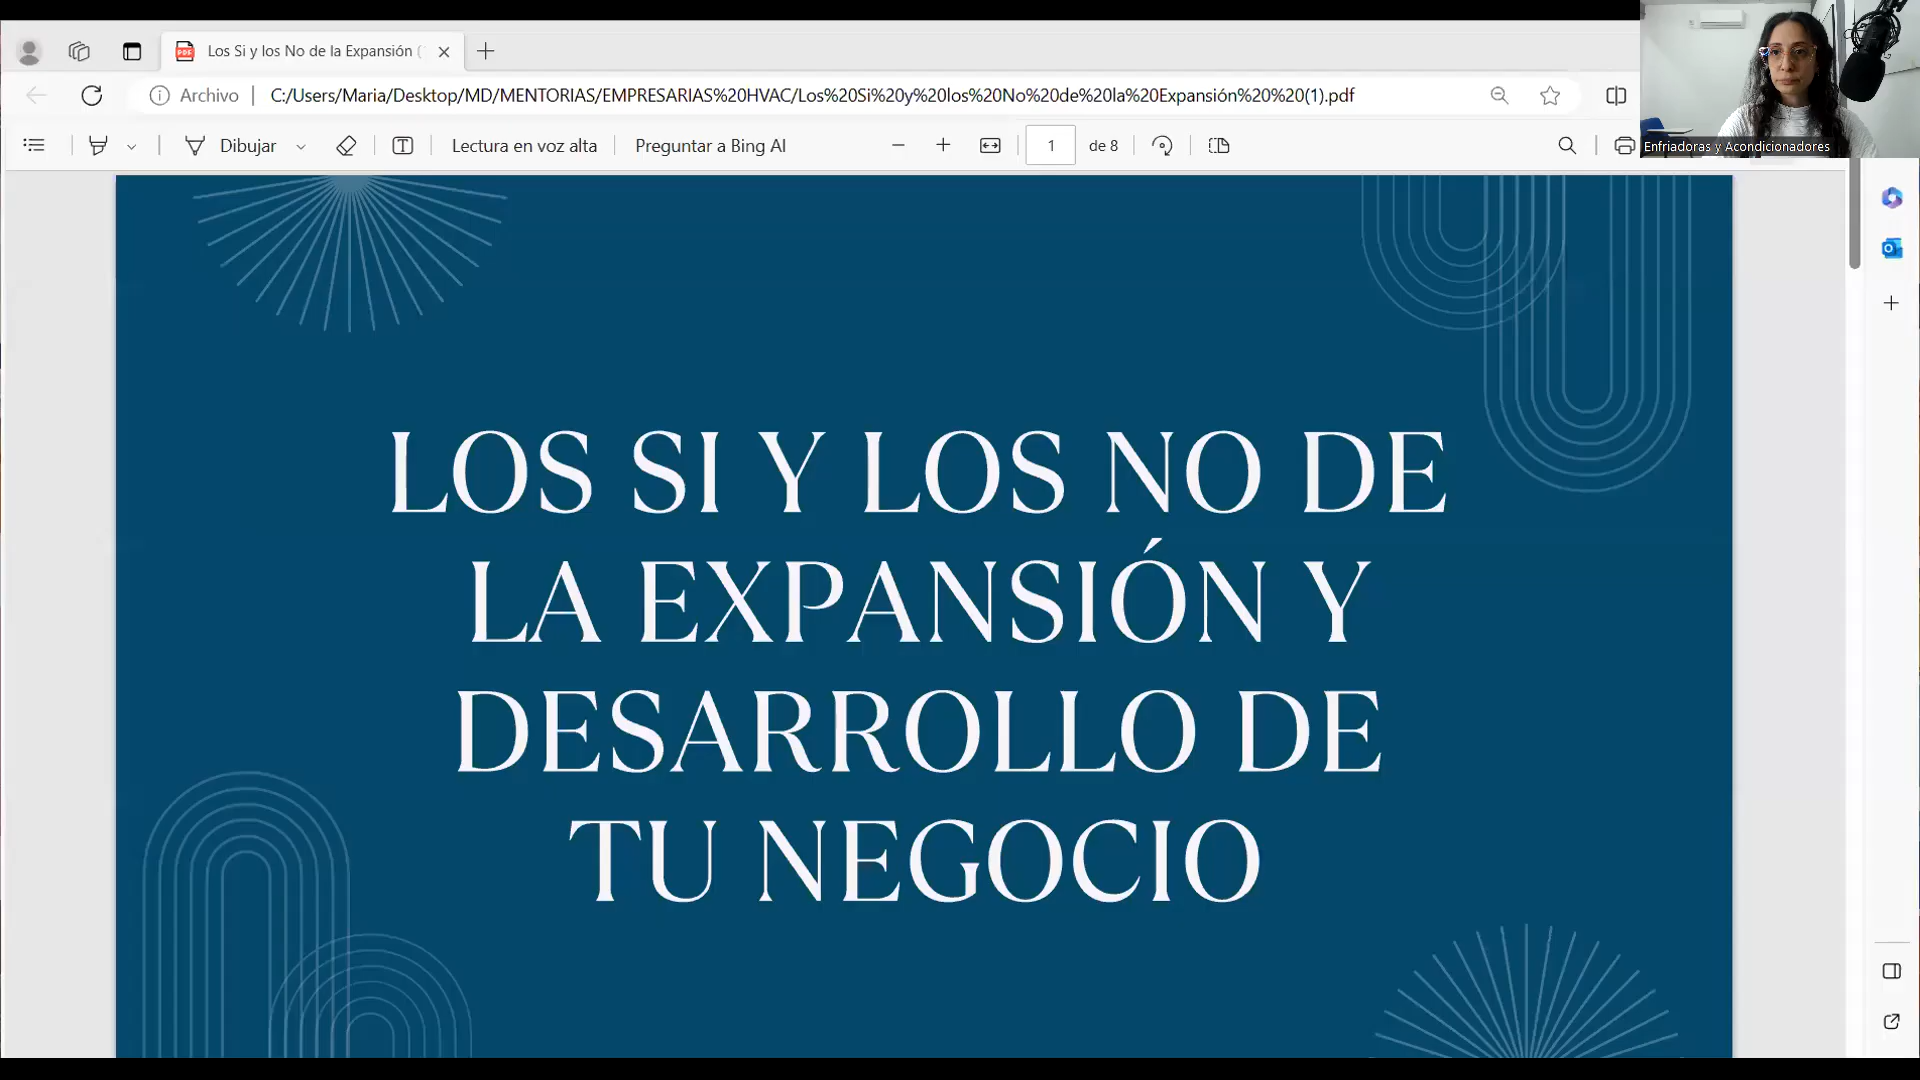 Los Si y los No de la Expansión (
Archivo
C:/Users/Maria/Desktop/MD/MENTORIAS/EMPRESARIAS%20HVAC/Los%20Si%20y%20los%20No%20de%20la%20Expansión%20%20(1).pdf
Dibujar
Lectura en voz alta
Preguntar a Bing AI
1 de 8
Enfriadoras y Acondicionadores
LOS SI Y LOS NO DE
LA EXPANSIÓN Y
DESARROLLO DE
TU NEGOCIO